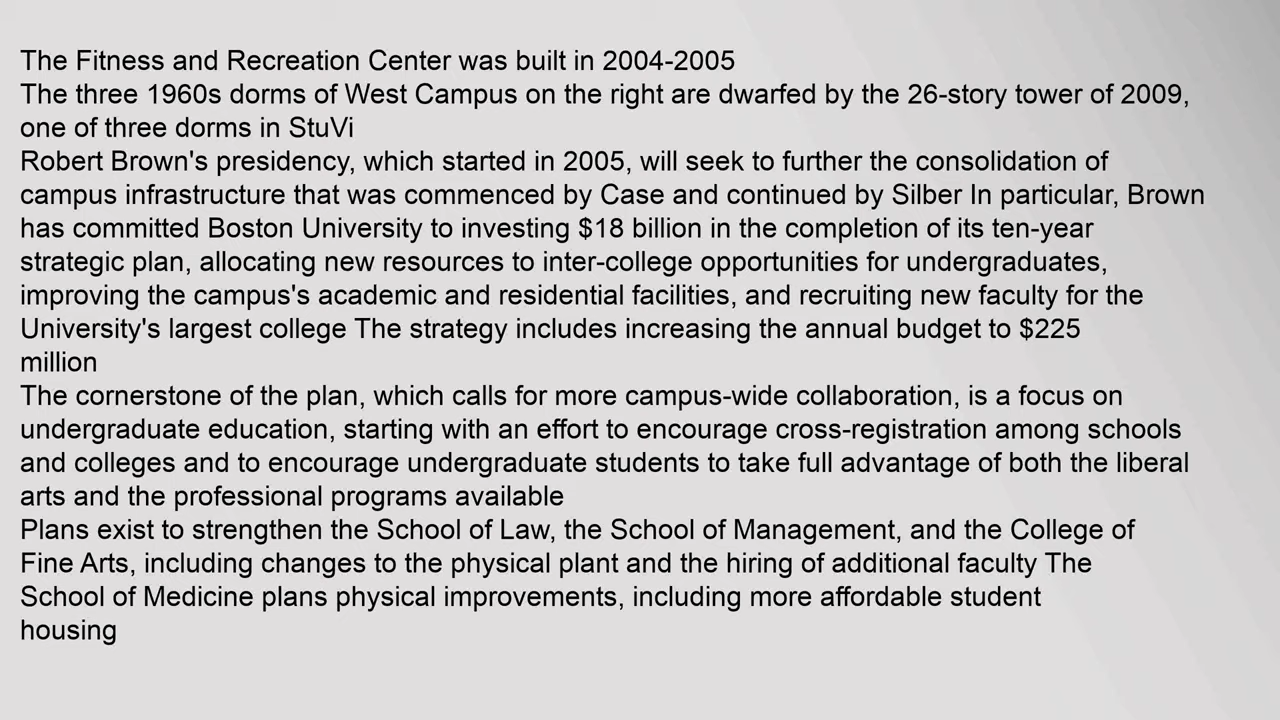 The Fitness and Recreation Center was built in 2004-2005
The three 1960s dorms of West Campus on the right are dwarfed by the 26-story tower of 2009,
one of three dorms in StuVi
Robert Brown's presidency, which started in 2005, will seek to further the consolidation of
campus infrastructure that was commenced by Case and continued by Silber In particular, Brown
has committed Boston University to investing $18 billion in the completion of its ten-year
strategic plan, allocating new resources to inter-college opportunities for undergraduates,
improving the campus's academic and residential facilities, and recruiting new faculty for the
University's largest college The strategy includes increasing the annual budget to $225
million
The cornerstone of the plan, which calls for more campus-wide collaboration, is a focus on
undergraduate education, starting with an effort to encourage cross-registration among schools
and colleges and to encourage undergraduate students to take full advantage of both the liberal
arts and the professional programs available
Plans exist to strengthen the School of Law, the School of Management, and the College of
Fine Arts, including changes to the physical plant and the hiring of additional faculty The
School of Medicine plans physical improvements, including more affordable student
housing